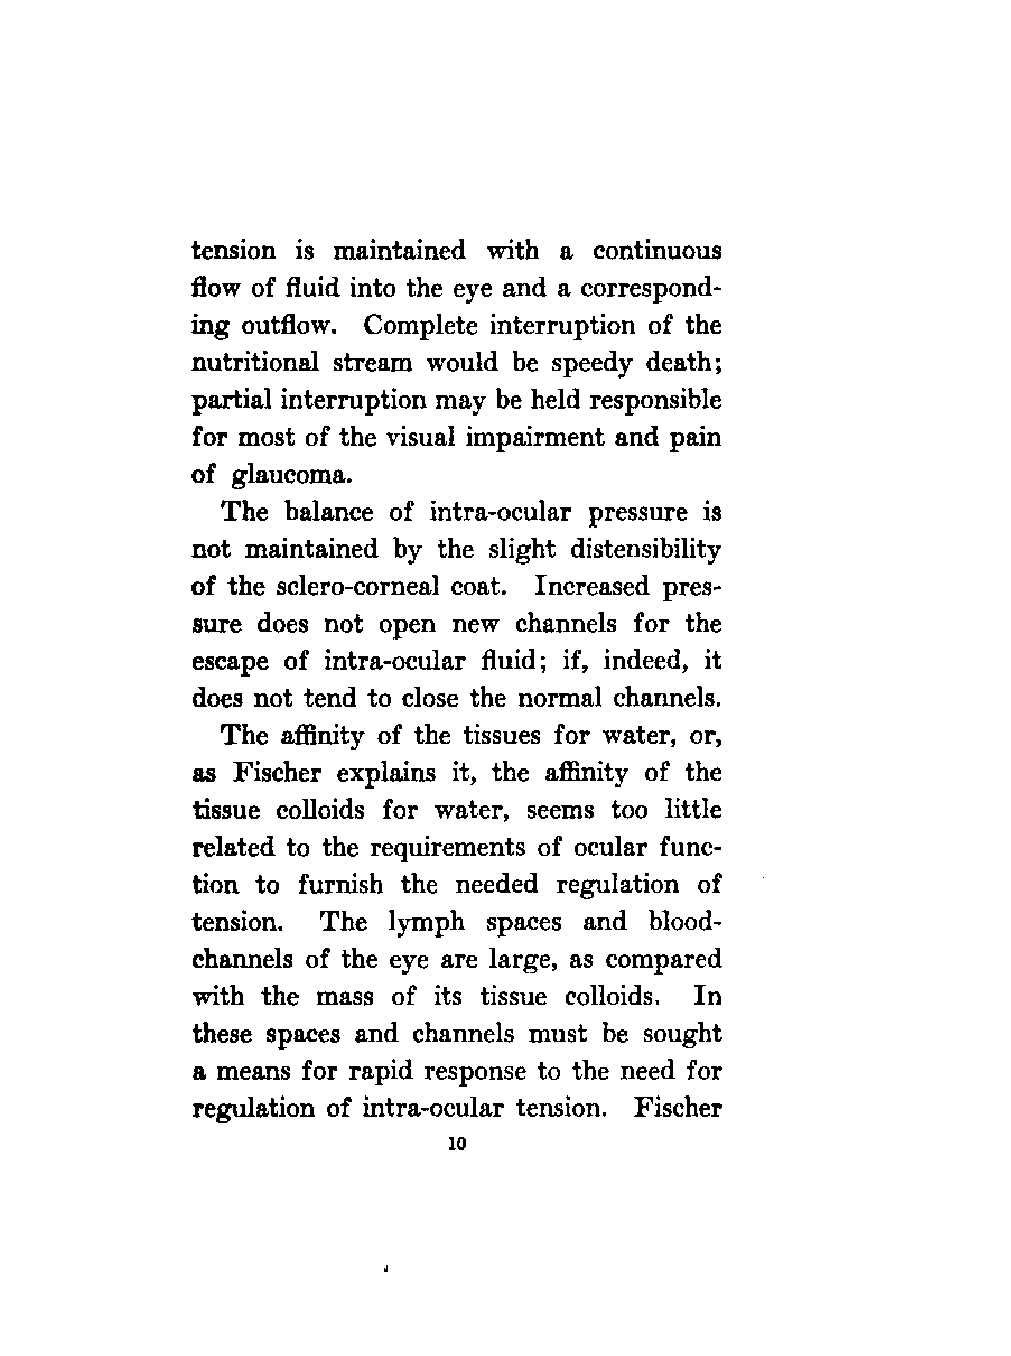 tension is maintained with a continuous
flow of fluid into the eye and a correspond-
ing outflow. Complete interruption of the
nutritional stream would be speedy death;
partial interruption may be held responsible
for most of the visual impairment and pain
of glaucoma.
The balance of intra-ocular pressure is
not maintained by the slight distensibility
of the sclero-corneal coat. Increased pres-
sure does not open new channels for the
escape of intra-ocular fluid; if, indeed, it
does not tend to close the normal channels.
The affinity of the tissues for water, or,
as Fischer explains it, the affinity of the
tissue colloids for water, seems too little
related to the requirements of ocular func-
tion to furnish the needed regulation of
tension. The lymph spaces and blood-
channels of the eye are large, as compared
with the mass of its tissue colloids. In
these spaces and channels must be sought
a means for rapid response to the need for
regulation of intra-ocular tension. Fischer
10